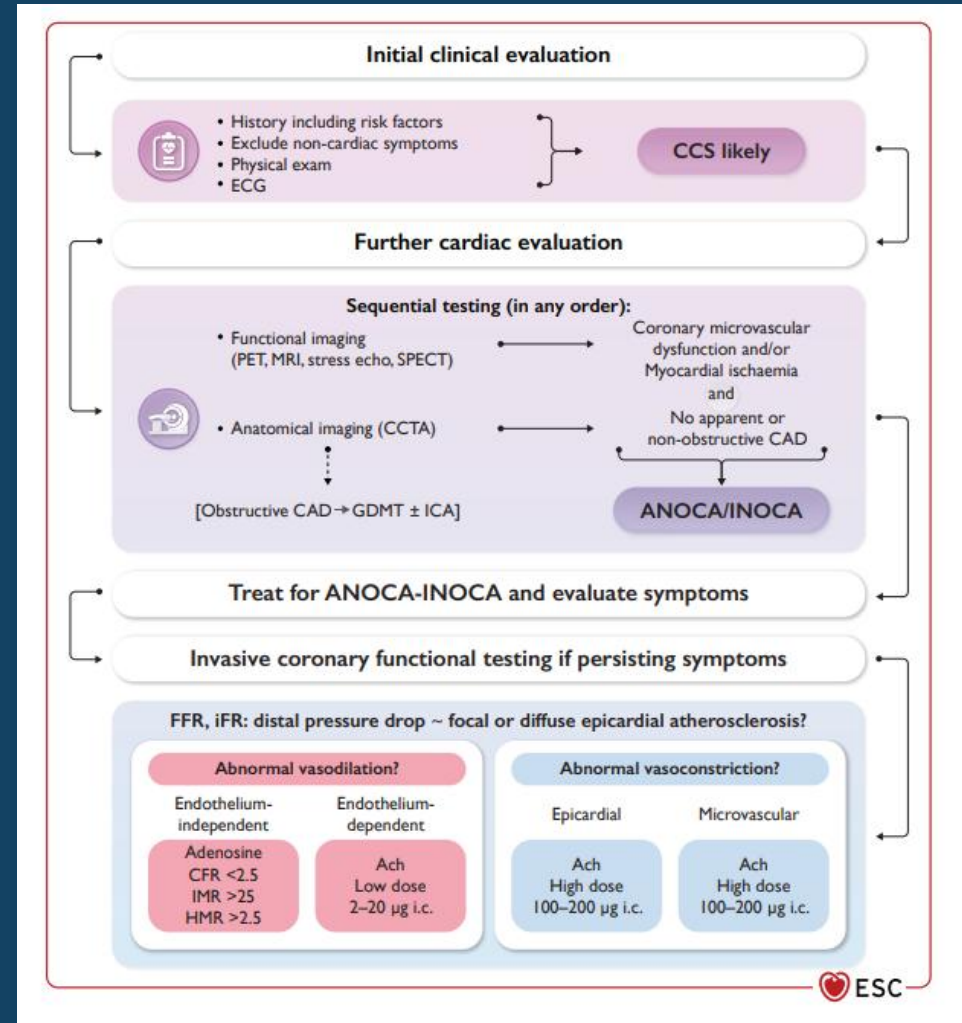 Initial clinical evaluation
• History including risk factors
• Exclude non-cardiac symptoms
• Physical exam
• ECG
CCS likely
Further cardiac evaluation
Sequential testing (in any order):
• Functional imaging
(PET, MRI, stress echo, SPECT)
Coronary microvascular
dysfunction and/or
Myocardial ischaemia
and
• Anatomical imaging (CCTA)
No apparent or
non-obstructive CAD
[Obstructive CAD→GDMT ± ICA]
ANOCA/INOCA
Treat for ANOCA-INOCA and evaluate symptoms
Invasive coronary functional testing if persisting symptoms
FFR, iFR: distal pressure drop ~ focal or diffuse epicardial atherosclerosis?
Abnormal vasodilation?
Endothelium-
independent
Adenosine
CFR <2.5
IMR >25
HMR >2.5
Endothelium-
dependent
Ach
Low dose
2–20 µg i.c.
Abnormal vasoconstriction?
Epicardial
Ach
High dose
100–200 µg i.c.
Microvascular
Ach
High dose
100–200 µg i.c.
ESC